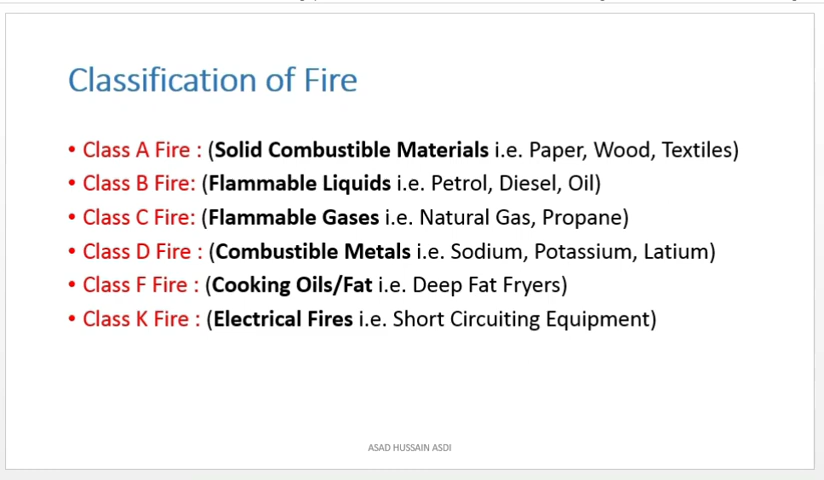 Classification of Fire
• Class A Fire : (Solid Combustible Materials i.e. Paper, Wood, Textiles)
• Class B Fire: (Flammable Liquids i.e. Petrol, Diesel, Oil)
• Class C Fire: (Flammable Gases i.e. Natural Gas, Propane)
• Class D Fire : (Combustible Metals i.e. Sodium, Potassium, Latium)
• Class F Fire : (Cooking Oils/Fat i.e. Deep Fat Fryers)
• Class K Fire : (Electrical Fires i.e. Short Circuiting Equipment)
ASAD HUSSAIN ASDI